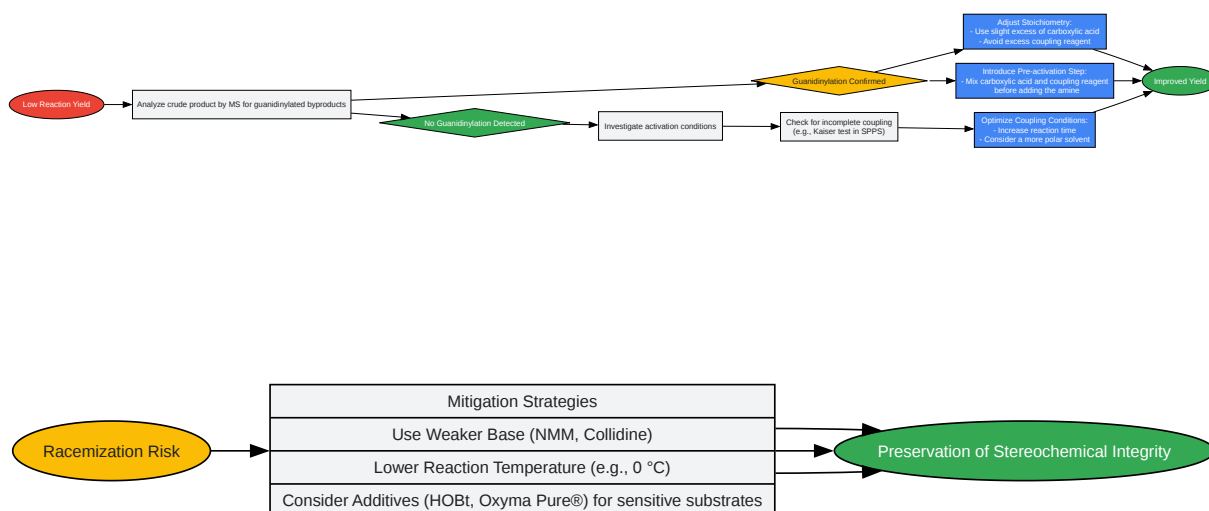 Low Reaction Yield
Analyze crude product by MS for guanidinylated byproducts
Guanidinylation Confirmed
No Guanidinylation Detected
Investigate activation conditions
Check for incomplete coupling
(e.g., Kaiser test in SPPS)
Adjust Stoichiometry:
- Use slight excess of carboxylic acid
- Avoid excess coupling reagent
Introduce Pre-activation Step:
- Mix carboxylic acid and coupling reagent
before adding the amine
Optimize Coupling Conditions:
- Increase reaction time
- Consider a more polar solvent
Improved Yield
Racemization Risk
Mitigation Strategies
Use Weaker Base (NMM, Collidine)
Lower Reaction Temperature (e.g., 0 °C)
Consider Additives (HOBt, Oxyma Pure®) for sensitive substrates
Preservation of Stereochemical Integrity